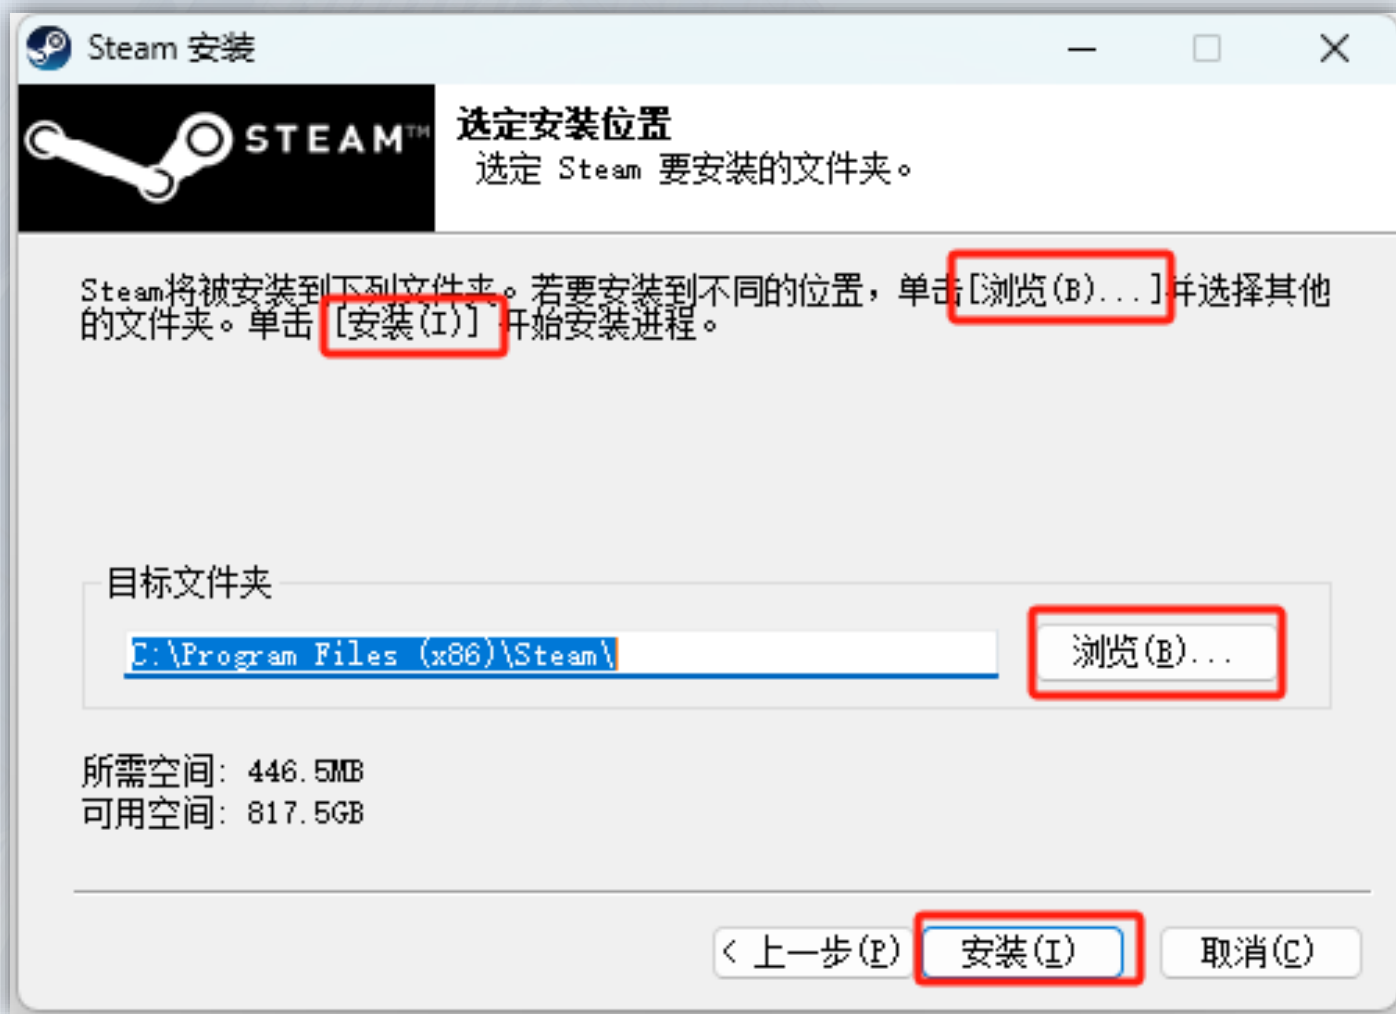 Steam 安装
STEAM™
选定安装位置
选定 Steam 要安装的文件夹。
Steam将被安装到下列文件夹。若要安装到不同的位置，单击[浏览(B)...]并选择其他
的文件夹。单击 [安装(I)] 开始安装进程。
目标文件夹
C:\Program Files (x86)\Steam\
浏览(B)...
所需空间: 446.5MB
可用空间: 817.5GB
< 上一步(P)
安装(I)
取消(C)